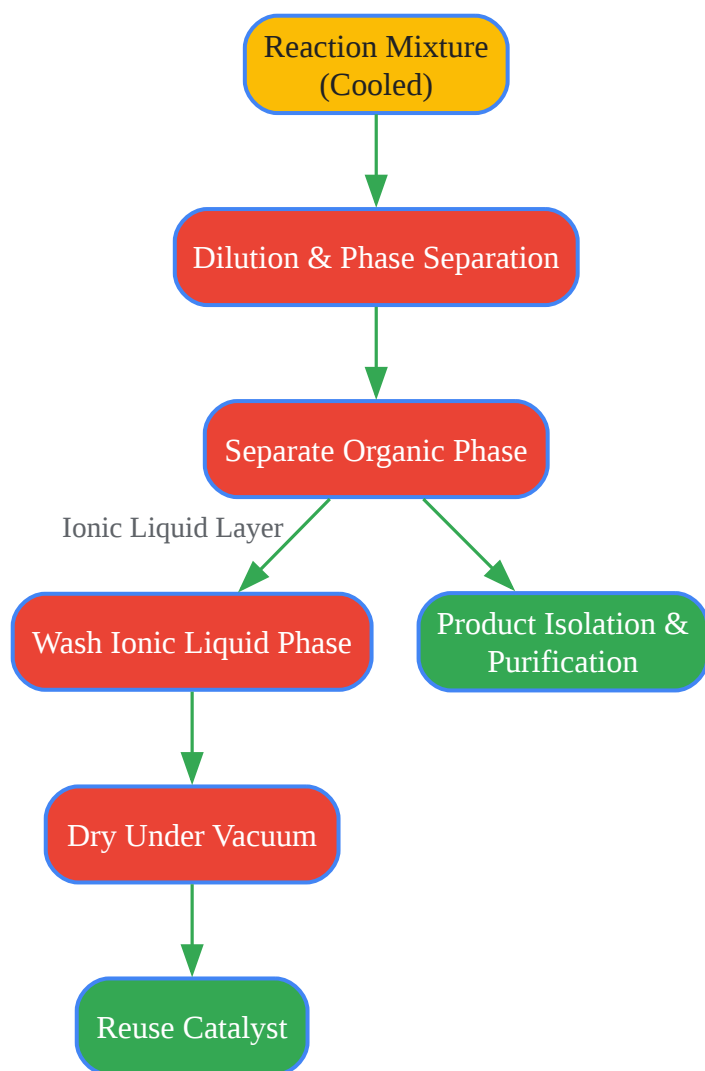 Reaction Mixture
(Cooled)
Dilution & Phase Separation
Separate Organic Phase
Ionic Liquid Layer
Wash Ionic Liquid Phase
Product Isolation &
Purification
Dry Under Vacuum
Reuse Catalyst